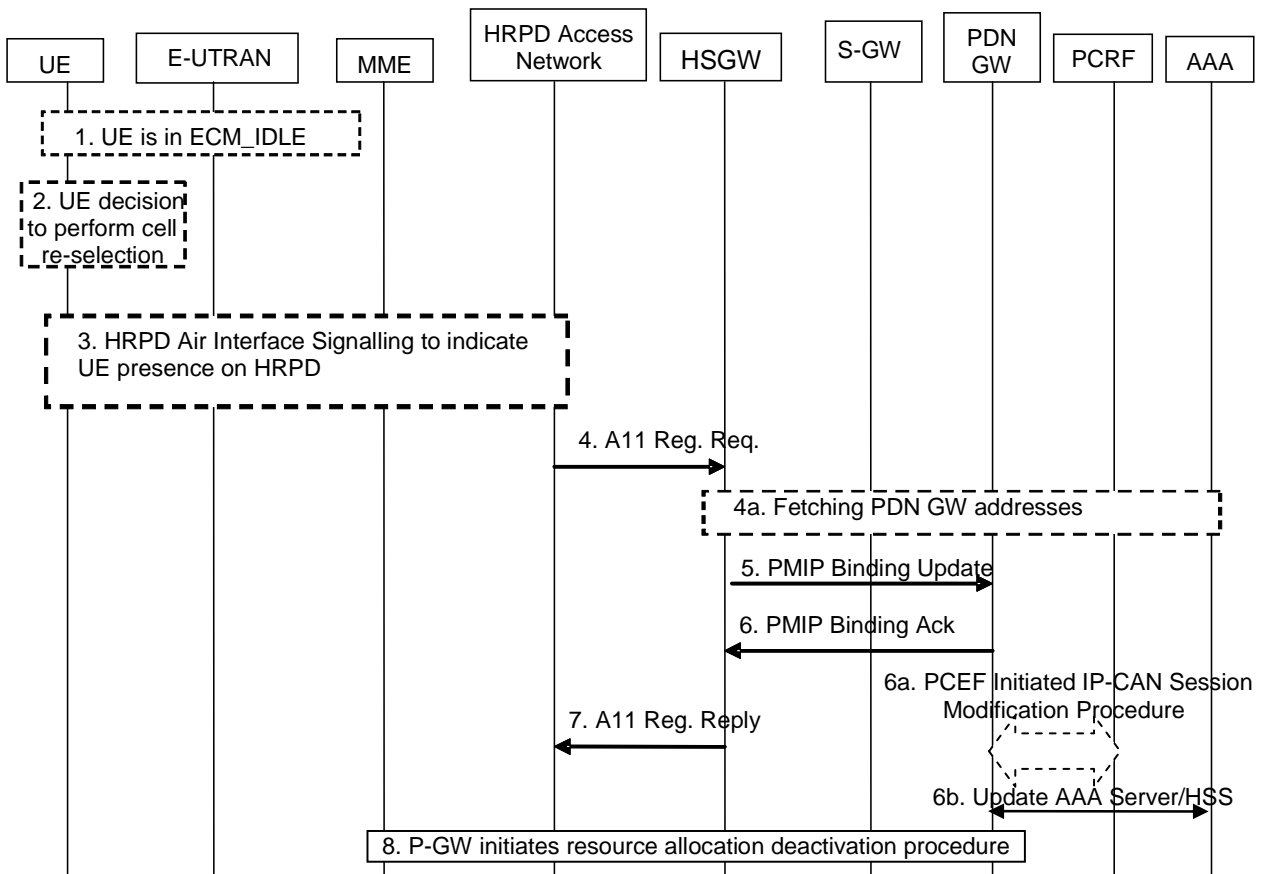 UE
E-UTRAN
MME
HRPD Access
Network
HSGW
S-GW
PDN
GW
PCRF
AAA
1. UE is in ECM_IDLE
2. UE decision
to perform cell
re-selection
3. HRPD Air Interface Signalling to indicate
UE presence on HRPD
4. A11 Reg. Req.
4a. Fetching PDN GW addresses
5. PMIP Binding Update
6. PMIP Binding Ack
6a. PCEF Initiated IP-CAN Session
Modification Procedure
7. A11 Reg. Reply
6b. Update AAA Server/HSS
8. P-GW initiates resource allocation deactivation procedure